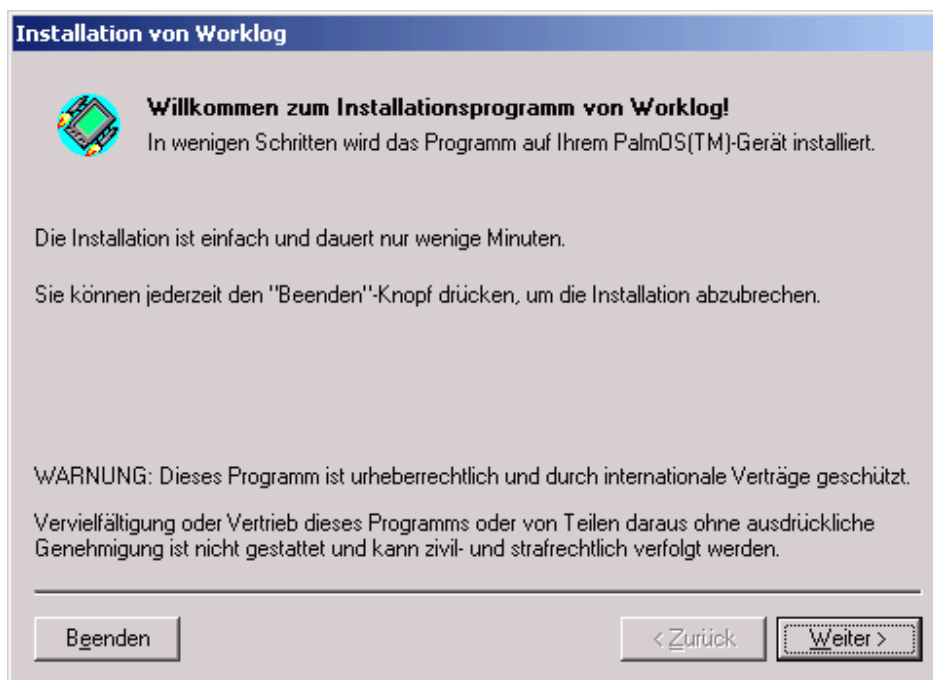 Installation von Worklog
Willkommen zum Installationsprogramm von Worklog!
In wenigen Schritten wird das Programm auf Ihrem PalmOS(TM)-Gerät installiert.
Die Installation ist einfach und dauert nur wenige Minuten.
Sie können jederzeit den "Beenden"-Knopf drücken, um die Installation abzubrechen.
WARNUNG: Dieses Programm ist urheberrechtlich und durch internationale Verträge geschützt.
Vervielfältigung oder Vertrieb dieses Programms oder von Teilen daraus ohne ausdrückliche
Genehmigung ist nicht gestattet und kann zivil- und strafrechtlich verfolgt werden.
Beenden
< Zurück
Weiter >